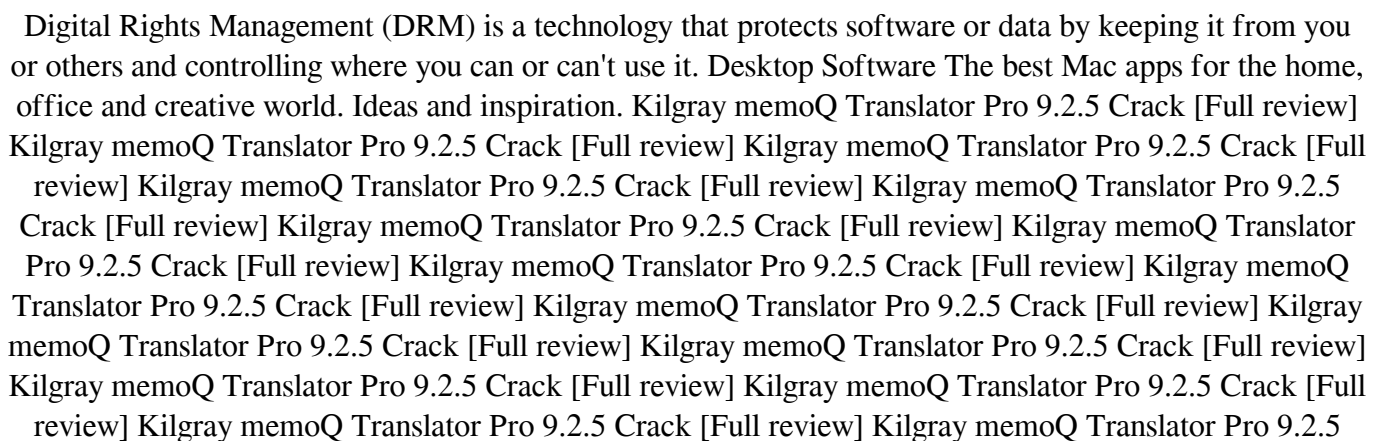 Digital Rights Management (DRM) is a technology that protects software or data by keeping it from you
or others and controlling where you can or can't use it. Desktop Software The best Mac apps for the home,
office and creative world. Ideas and inspiration. Kilgray memoQ Translator Pro 9.2.5 Crack [Full review]
Kilgray memoQ Translator Pro 9.2.5 Crack [Full review] Kilgray memoQ Translator Pro 9.2.5 Crack [Full
review] Kilgray memoQ Translator Pro 9.2.5 Crack [Full review] Kilgray memoQ Translator Pro 9.2.5
Crack [Full review] Kilgray memoQ Translator Pro 9.2.5 Crack [Full review] Kilgray memoQ Translator
Pro 9.2.5 Crack [Full review] Kilgray memoQ Translator Pro 9.2.5 Crack [Full review] Kilgray memoQ
Translator Pro 9.2.5 Crack [Full review] Kilgray memoQ Translator Pro 9.2.5 Crack [Full review] Kilgray
memoQ Translator Pro 9.2.5 Crack [Full review] Kilgray memoQ Translator Pro 9.2.5 Crack [Full review]
Kilgray memoQ Translator Pro 9.2.5 Crack [Full review] Kilgray memoQ Translator Pro 9.2.5 Crack [Full
review] Kilgray memoQ Translator Pro 9.2.5 Crack [Full review] Kilgray memoQ Translator Pro 9.2.5